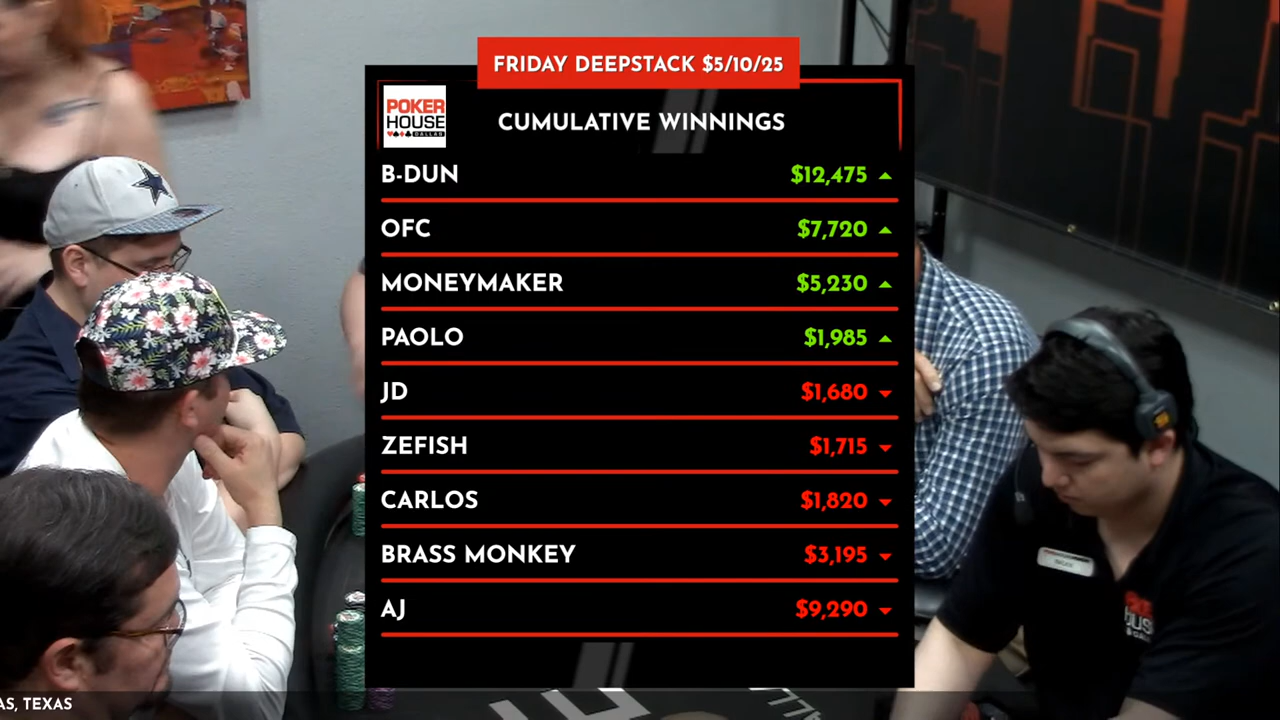 FRIDAY DEEPSTACK $5/10/25
POKER
HOUSE
DALLAS
CUMULATIVE WINNINGS
B-DUN $12,475
OFC $7,720
MONEYMAKER $5,230
PAOLO $1,985
JD $1,680
ZEFISH $1,715
CARLOS $1,820
BRASS MONKEY $3,195
AJ $9,290
AS, TEXAS